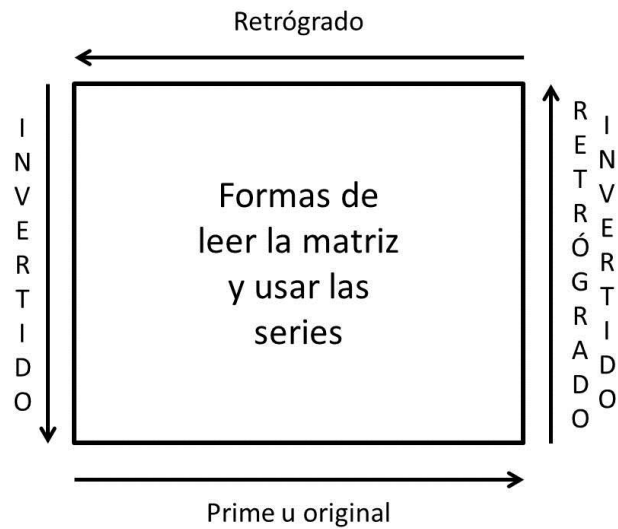 Retrógrado
INVERTIDO
Formas de
leer la matriz
y usar las
series
RETRÓGRADO
INVERTIDO
Prime u original